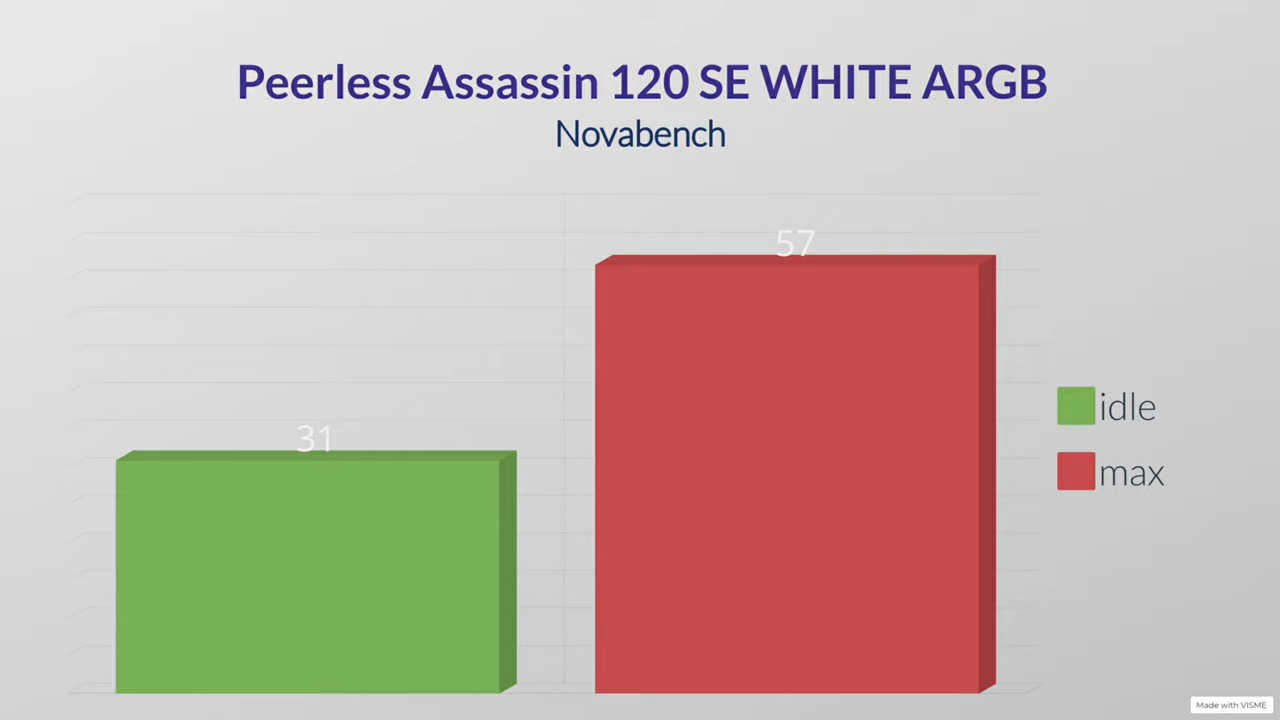 Peerless Assassin 120 SE WHITE ARGB
Novabench
57
31
idle
max
Made with VISME